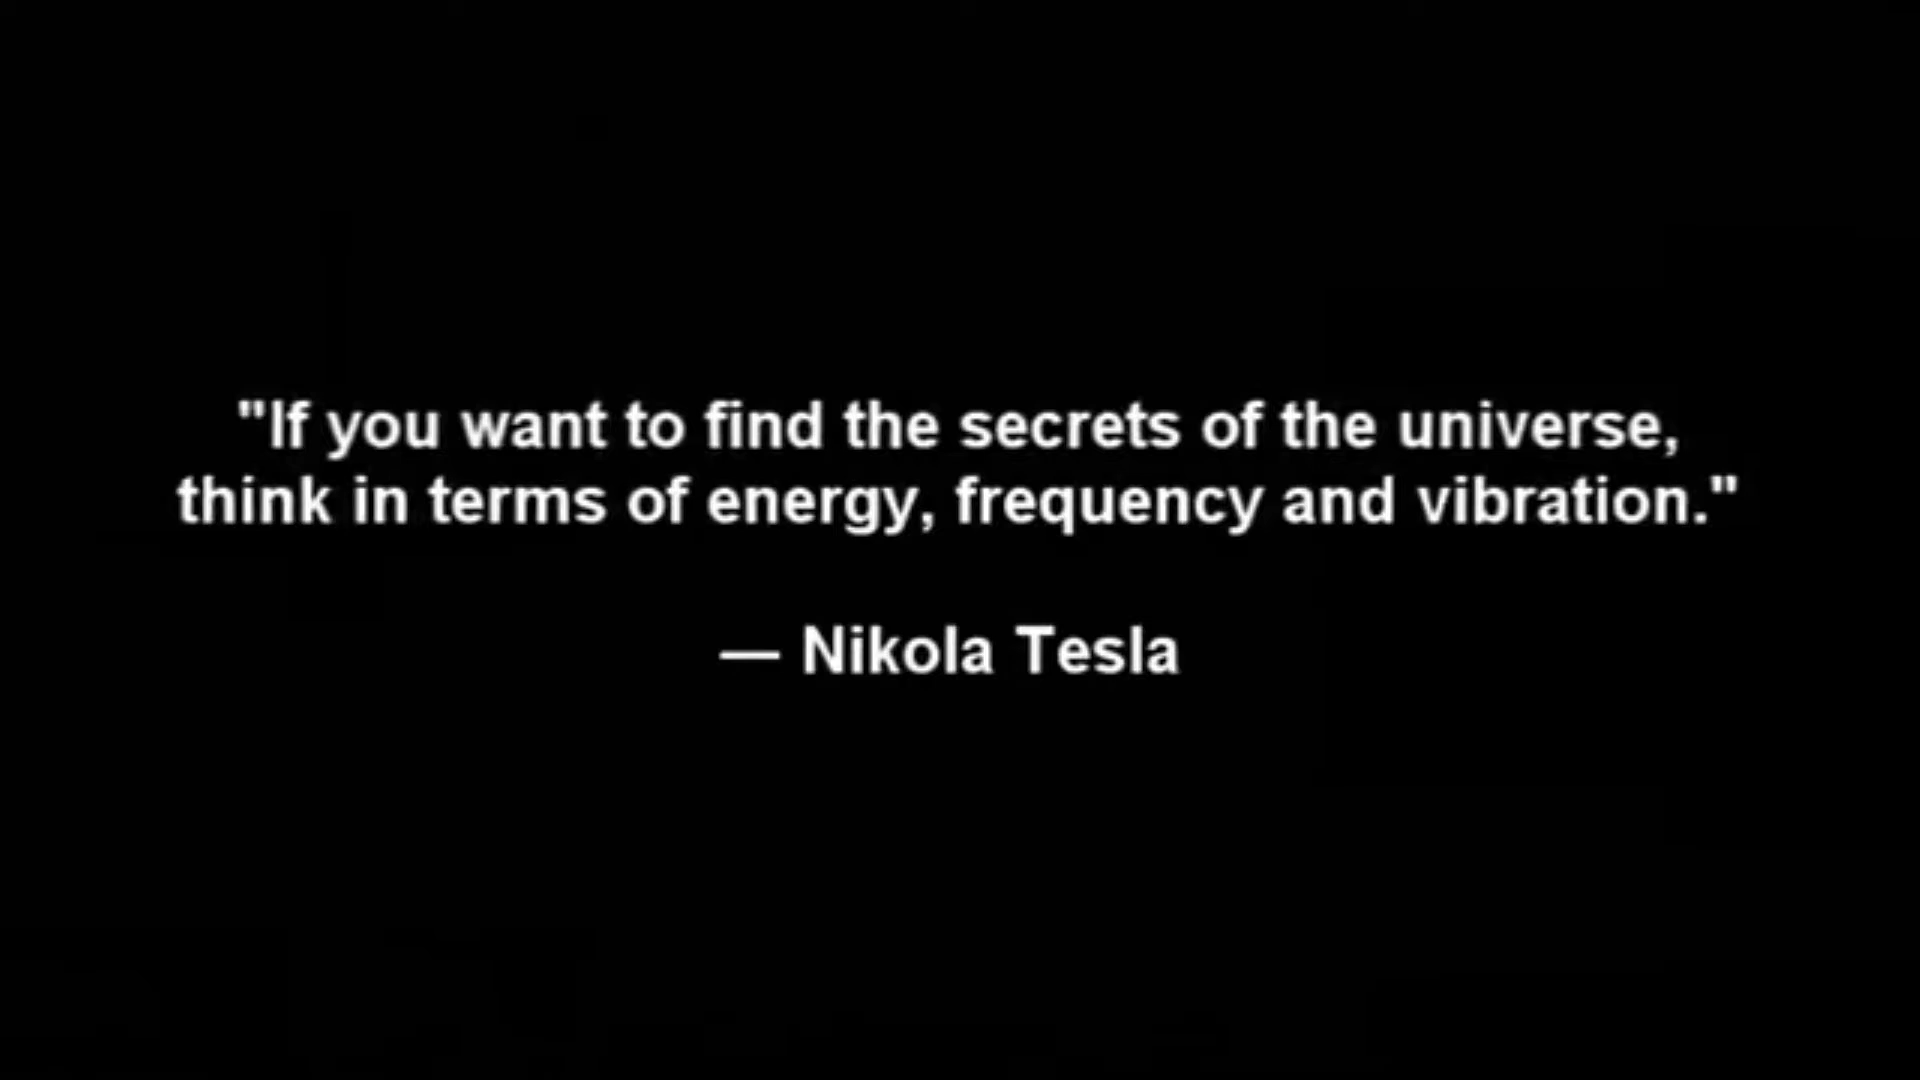 "If you want to find the secrets of the universe,
think in terms of energy, frequency and vibration."
— Nikola Tesla